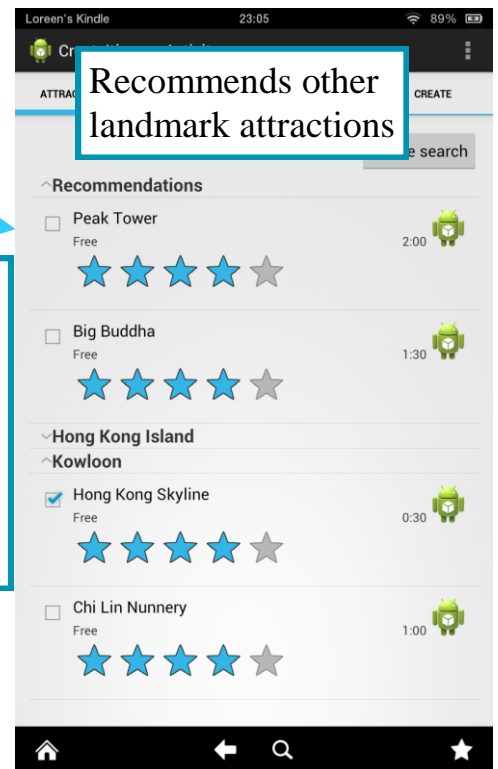 Loreen's Kindle 23:05 89%
Recommends other
landmark attractions
CREATE
search
Recommendations
Peak Tower
Free
2:00
Big Buddha
Free
1:30
Hong Kong Island
Kowloon
Hong Kong Skyline
Free
0:30
Chi Lin Nunnery
Free
1:00